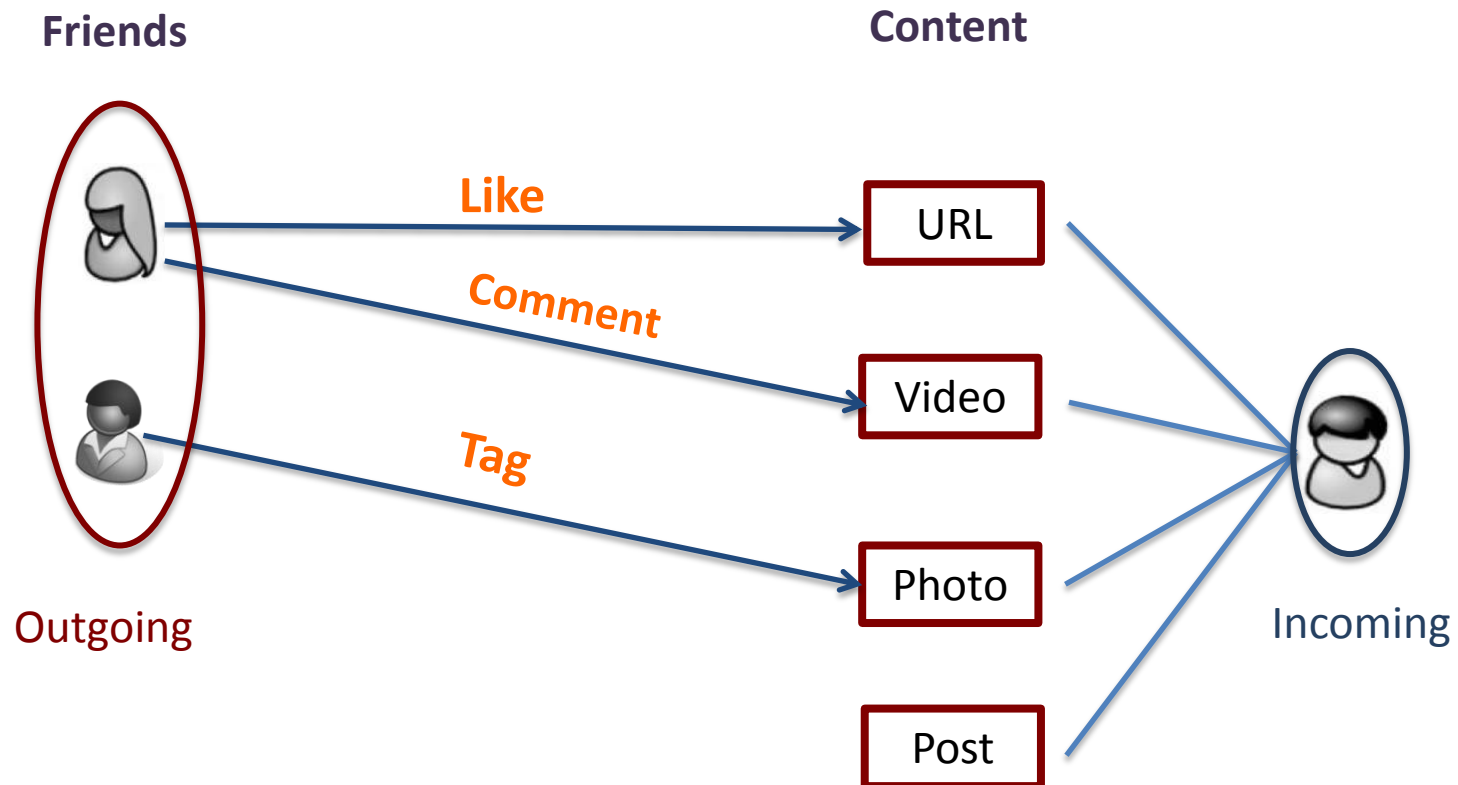 Friends
Content
Like
URL
Comment
Video
Tag
Photo
Outgoing
Incoming
Post